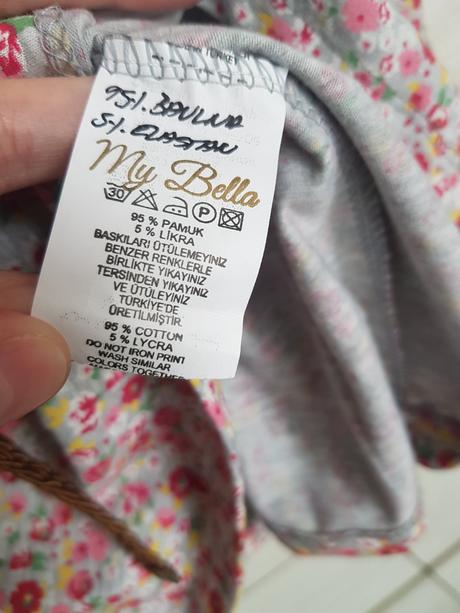 95%. BAVLNA
5%. ELASTAN
My Bella
30 P
95 % PAMUK
5 % LİKRA
BASKILARI ÜTÜLEMEYİNİZ
BENZER RENKLERLE
BİRLİKTE YIKAYINIZ
TERSİNDEN YIKAYINIZ
VE ÜTÜLEYİNİZ
TÜRKİYE'DE
ÜRETİLMİŞTİR.
95 % COTTON
5 % LYCRA
DO NOT IRON PRINT
WASH SIMILAR
COLORS TOGETHER